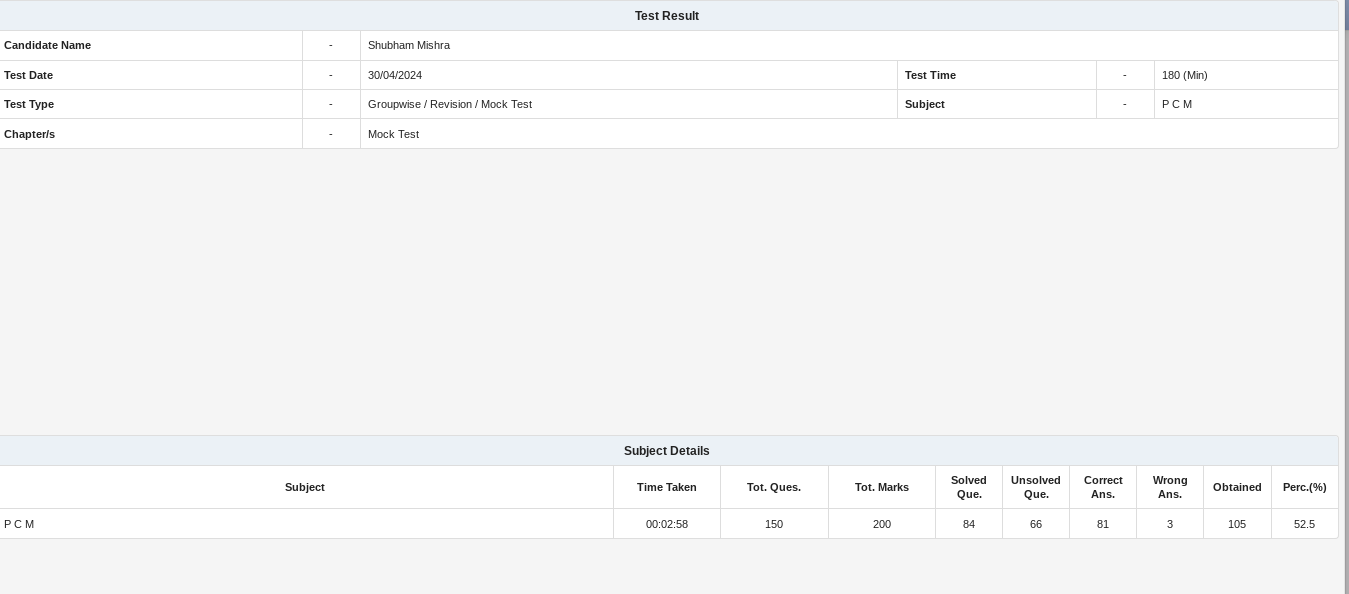 Test Result
Candidate Name - Shubham Mishra
Test Date - 30/04/2024 Test Time - 180 (Min)
Test Type - Groupwise / Revision / Mock Test Subject - P C M
Chapter/s - Mock Test
Subject Details
Subject Time Taken Tot. Ques. Tot. Marks Solved Que. Unsolved Que. Correct Ans. Wrong Ans. Obtained Perc.(%)
P C M 00:02:58 150 200 84 66 81 3 105 52.5